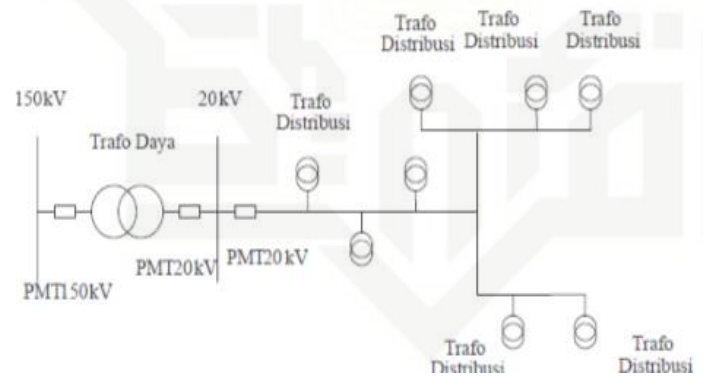 Trafo
Distribusi
Trafo
Distribusi
Trafo
Distribusi
150kV
20kV
Trafo
Distribusi
Trafo Daya
PMT150kV
PMT20kV
PMT20kV
Trafo
Distribusi
Trafo
Distribusi